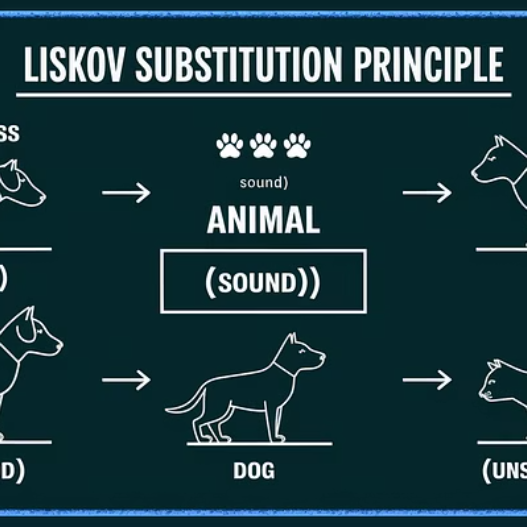 LISKOV SUBSTITUTION PRINCIPLE
SS
sound)
ANIMAL
(SOUND))
)
D)
DOG
(UNS